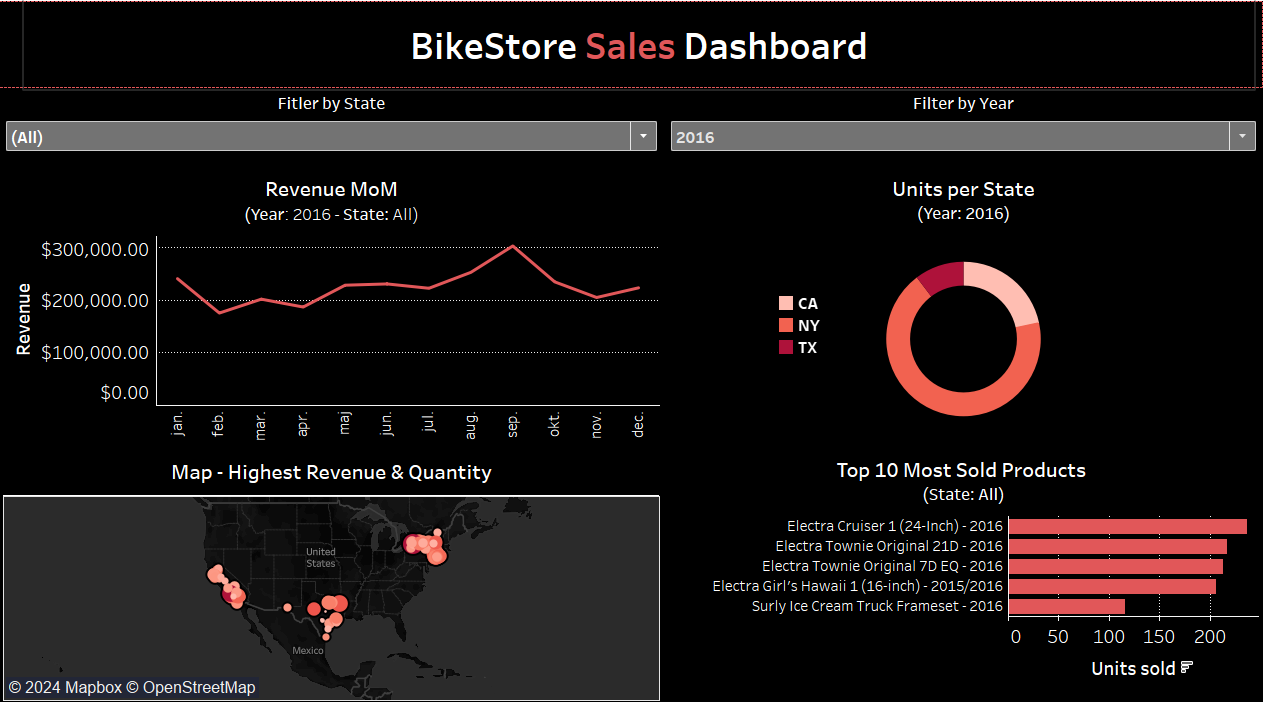 BikeStore Sales Dashboard
Fitler by State
(All)
Filter by Year
2016
Revenue MoM
(Year: 2016 - State: All)
Revenue
$300,000.00
$200,000.00
$100,000.00
$0.00
jan.
feb.
mar.
apr.
maj
jun.
jul.
aug.
sep.
okt.
nov.
dec.
Units per State
(Year: 2016)
CA
NY
TX
Map - Highest Revenue & Quantity
United
States
Mexico
© 2024 Mapbox © OpenStreetMap
Top 10 Most Sold Products
(State: All)
Electra Cruiser 1 (24-Inch) - 2016
Electra Townie Original 21D - 2016
Electra Townie Original 7D EQ - 2016
Electra Girl's Hawaii 1 (16-inch) - 2015/2016
Surly Ice Cream Truck Frameset - 2016
0 50 100 150 200
Units sold